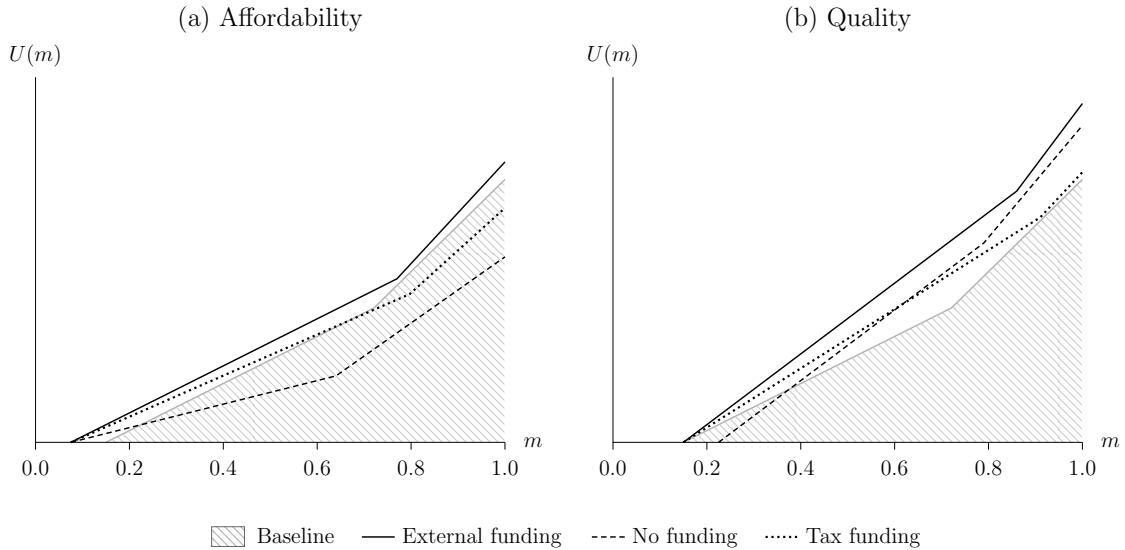 (a) Affordability
U(m)
m
0.0 0.2 0.4 0.6 0.8 1.0
(b) Quality
U(m)
m
0.0 0.2 0.4 0.6 0.8 1.0
Baseline External funding No funding Tax funding